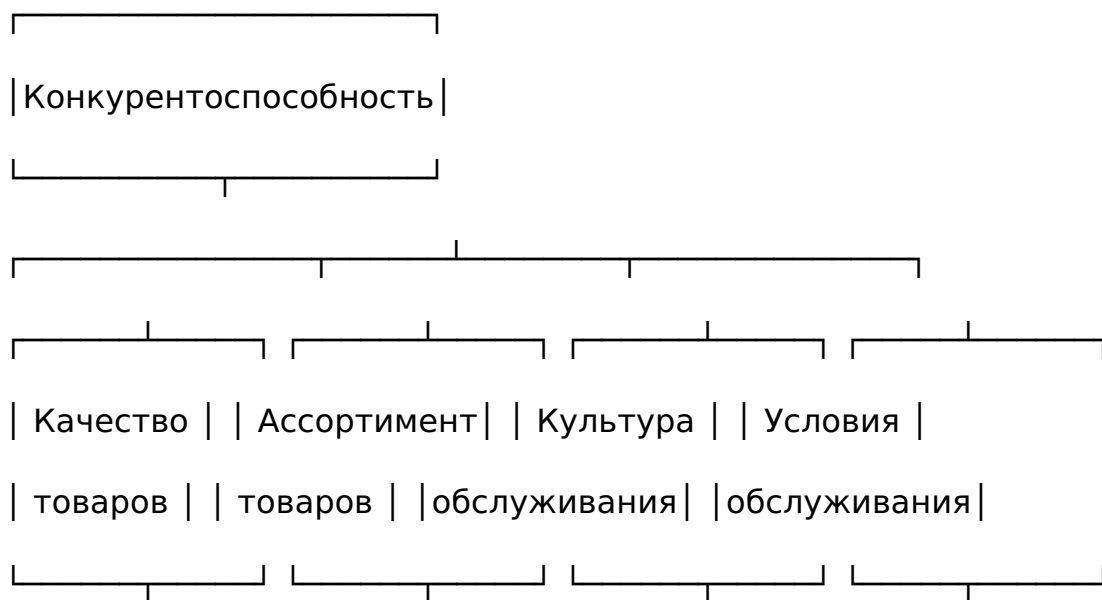 ┌──────────────────────┐
│Конкурентоспособность│
└───────────┬──────────┘
┌───────────────┬───────┴────────┬───────────────┐
┌──────┴─────┐ ┌──────┴─────┐ ┌──────┴─────┐ ┌─────┴──────┐
│ Качество │ │ Ассортимент│ │ Культура │ │ Условия │
│ товаров │ │ товаров │ │обслуживания│ │обслуживания│
└──────┬─────┘ └──────┬─────┘ └──────┬─────┘ └─────┬──────┘